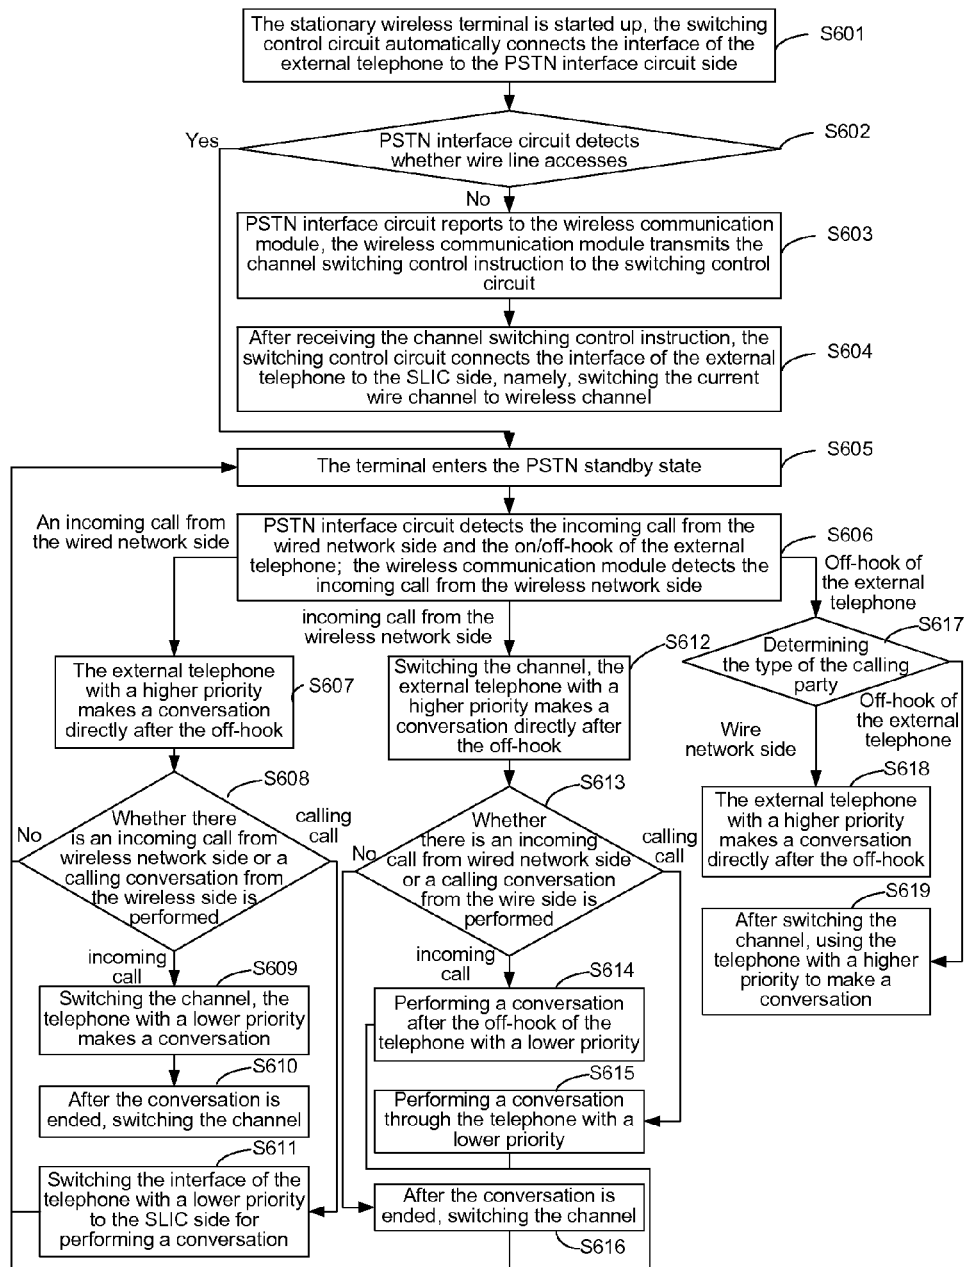 The stationary wireless terminal is started up, the switching
control circuit automatically connects the interface of the
external telephone to the PSTN interface circuit side
S601
Yes
PSTN interface circuit detects
whether wire line accesses
S602
No
PSTN interface circuit reports to the wireless communication
module, the wireless communication module transmits the
channel switching control instruction to the switching control
circuit
S603
After receiving the channel switching control instruction, the
switching control circuit connects the interface of the external
telephone to the SLIC side, namely, switching the current
wire channel to wireless channel
S604
The terminal enters the PSTN standby state
S605
An incoming call from
the wired network side
PSTN interface circuit detects the incoming call from the
wired network side and the on/off-hook of the external
telephone; the wireless communication module detects the
incoming call from the wireless network side
S606
Off-hook of
the external
telephone
incoming call from the
wireless network side
The external telephone
with a higher priority
makes a conversation
directly after the off-hook
S607
Switching the channel, the
external telephone with a
higher priority makes a
conversation directly after
the off-hook
S612
Determining
the type of the calling
party
S617
Wire
network side
Off-hook of
the external
telephone
S608
Whether there
is an incoming call from
wireless network side or a
calling conversation from
the wireless side is
performed
No
calling
call
incoming
call
S613
Whether
there is an incoming
call from wired network side
or a calling conversation
from the wire side is
performed
No
calling
call
incoming
call
S618
The external telephone
with a higher priority
makes a conversation
directly after the off-hook
S619
After switching the
channel, using the
telephone with a higher
priority to make a
conversation
S609
Switching the channel, the
telephone with a lower priority
makes a conversation
S614
Performing a conversation
after the off-hook of the
telephone with a lower priority
S610
After the conversation is
ended, switching the channel
S615
Performing a conversation
through the telephone with a
lower priority
S611
Switching the interface of the
telephone with a lower priority
to the SLIC side for
performing a conversation
After the conversation is
ended, switching the channel
S616